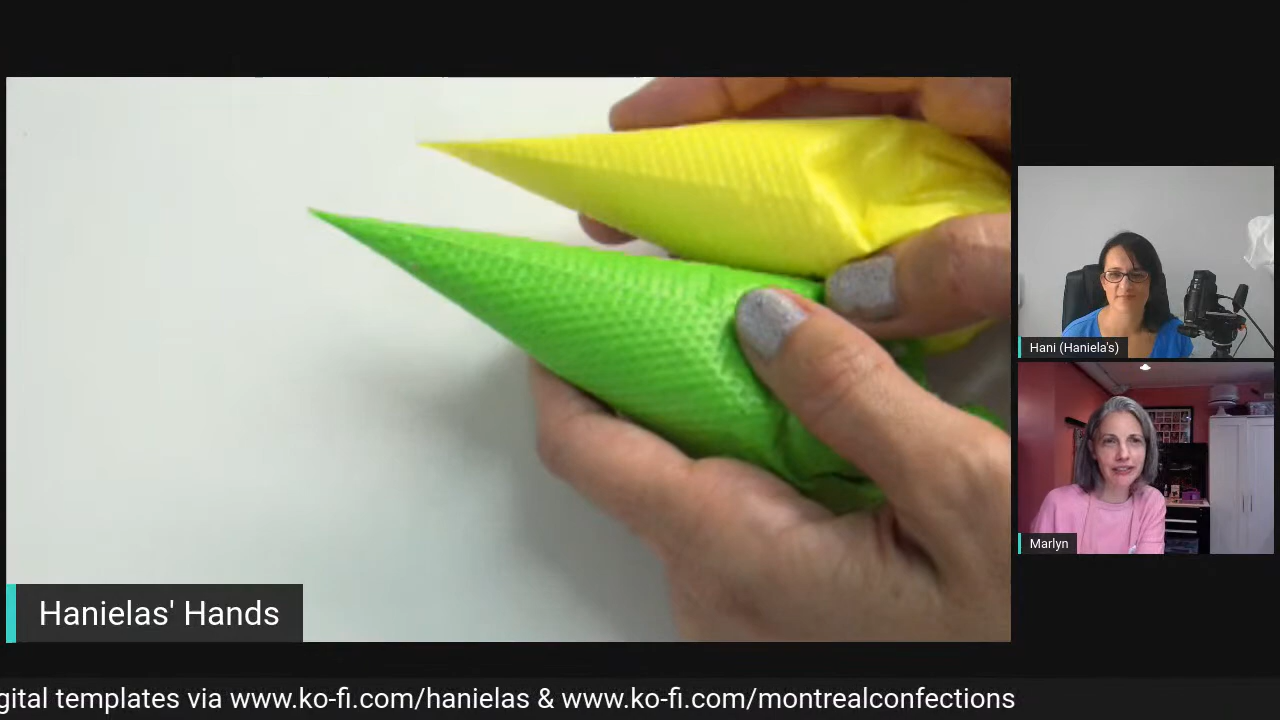 Hani (Haniela's)
Marlyn
Hanielas' Hands
gital templates via www.ko-fi.com/hanielas & www.ko-fi.com/montrealconfections